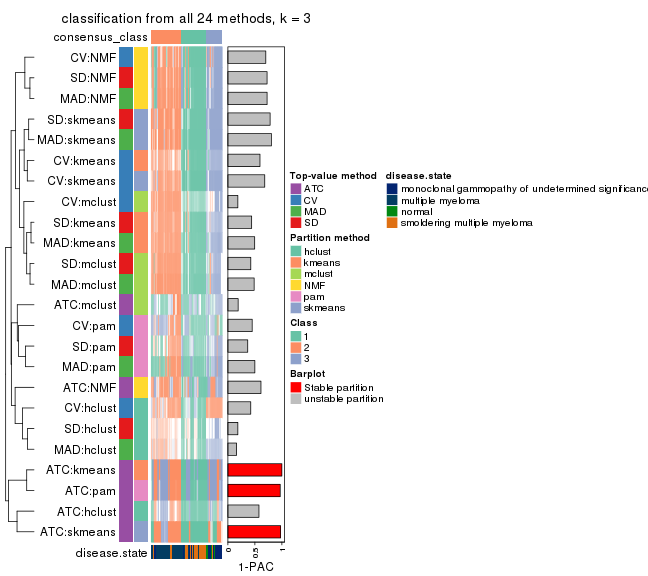 classification from all 24 methods, k = 3
consensus_class
CV:NMF
SD:NMF
MAD:NMF
SD:skmeans
MAD:skmeans
CV:kmeans
CV:skmeans
CV:mclust
SD:kmeans
MAD:kmeans
SD:mclust
MAD:mclust
ATC:mclust
CV:pam
SD:pam
MAD:pam
ATC:NMF
CV:hclust
SD:hclust
MAD:hclust
ATC:kmeans
ATC:pam
ATC:hclust
ATC:skmeans
disease.state
0
0.5
1
1-PAC
Top-value method
ATC
CV
MAD
SD
Partition method
hclust
kmeans
mclust
NMF
pam
skmeans
Class
1
2
3
Barplot
Stable partition
unstable partition
disease.state
monoclonal gammopathy of undetermined significance
multiple myeloma
normal
smoldering multiple myeloma